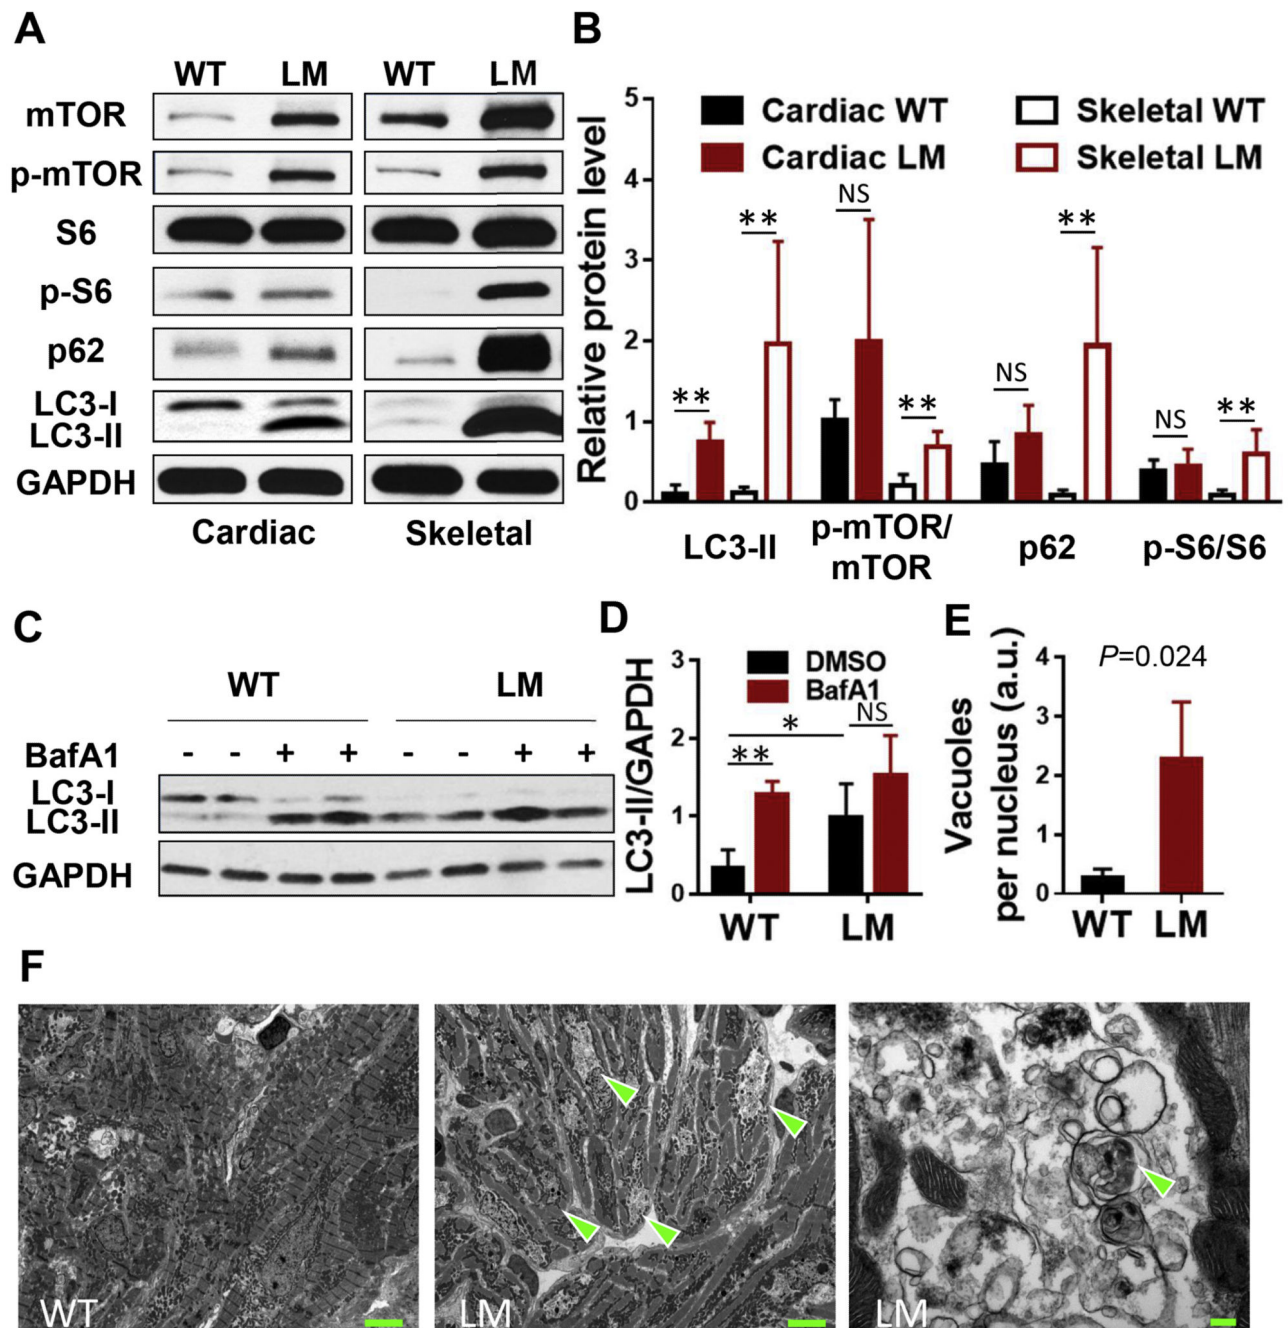 A
WT LM WT LM
mTOR
p-mTOR
S6
p-S6
p62
LC3-I
LC3-II
GAPDH
Cardiac Skeletal
B
Relative protein level
5
4
3
2
1
0
Cardiac WT Skeletal WT
Cardiac LM Skeletal LM
** ** NS ** NS ** NS **
LC3-II p-mTOR/ mTOR p62 p-S6/S6
C
WT LM
BafA1 - - + + - - + +
LC3-I
LC3-II
GAPDH
D
LC3-II/GAPDH
3
2
1
0
DMSO
BafA1
** * NS
WT LM
E
Vacuoles
per nucleus (a.u.)
4
3
2
1
0
P=0.024
WT LM
F
WT LM LM